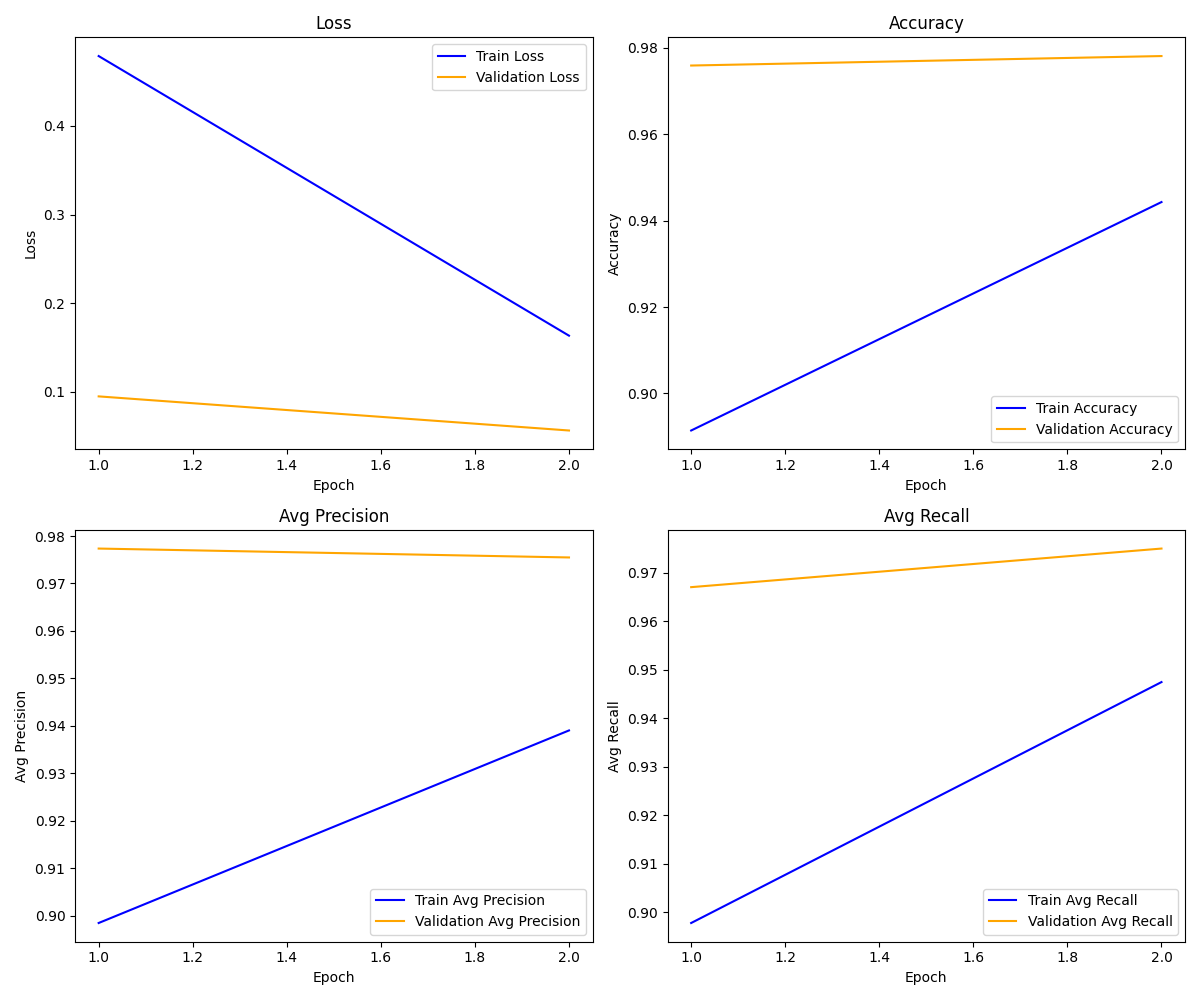 Loss
Train Loss
Validation Loss
0.4
0.3
0.2
0.1
Loss
1.0 1.2 1.4 1.6 1.8 2.0
Epoch
Accuracy
0.98
0.96
0.94
0.92
0.90
Accuracy
Train Accuracy
Validation Accuracy
1.0 1.2 1.4 1.6 1.8 2.0
Epoch
Avg Precision
0.98
0.97
0.96
0.95
0.94
0.93
0.92
0.91
0.90
Avg Precision
Train Avg Precision
Validation Avg Precision
1.0 1.2 1.4 1.6 1.8 2.0
Epoch
Avg Recall
0.97
0.96
0.95
0.94
0.93
0.92
0.91
0.90
Avg Recall
Train Avg Recall
Validation Avg Recall
1.0 1.2 1.4 1.6 1.8 2.0
Epoch